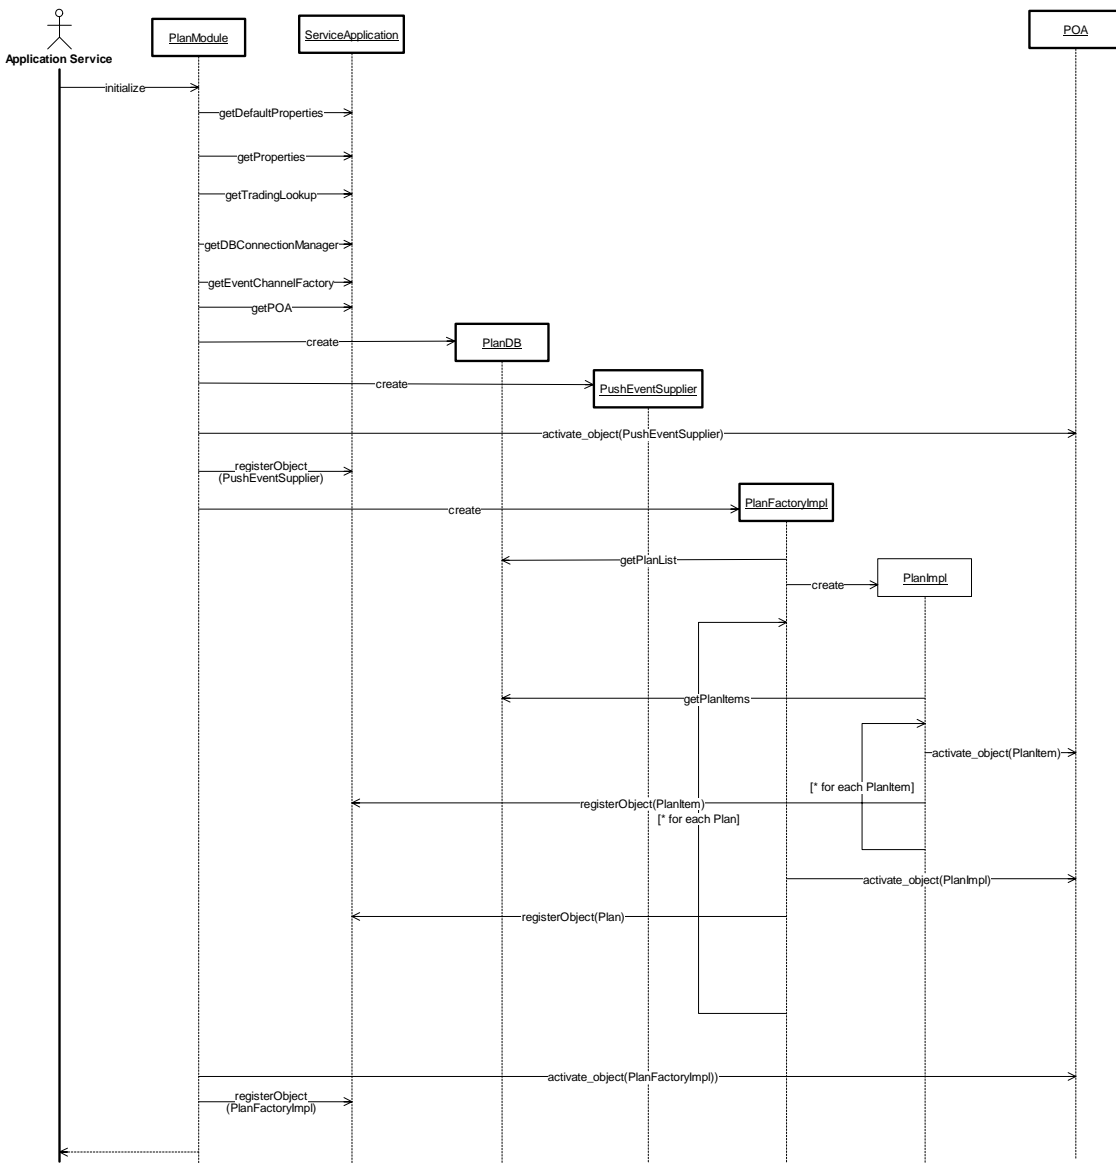 Application Service
PlanModule
ServiceApplication
POA
initialize
getDefaultProperties
getProperties
getTradingLookup
getDBConnectionManager
getEventChannelFactory
getPOA
create
PlanDB
create
PushEventSupplier
activate_object(PushEventSupplier)
registerObject
(PushEventSupplier)
create
PlanFactoryImpl
getPlanList
create
PlanImpl
getPlanItems
activate_object(PlanItem)
[* for each PlanItem]
registerObject(PlanItem)
[* for each Plan]
activate_object(PlanImpl)
registerObject(Plan)
activate_object(PlanFactoryImpl))
registerObject
(PlanFactoryImpl)